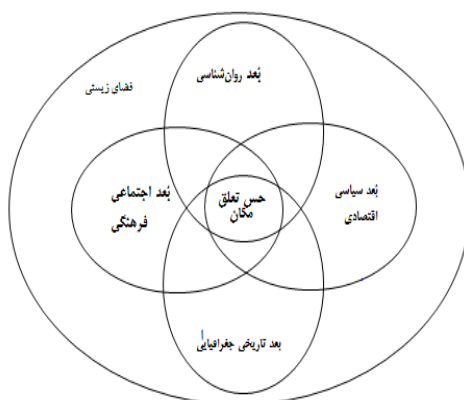 بُعد روان‌شناسی
فضای زیستی
بُعد سیاسی
اقتصادی
حس تعلق
مکان
بُعد اجتماعی
فرهنگی
بعد تاریخی جغرافیایی